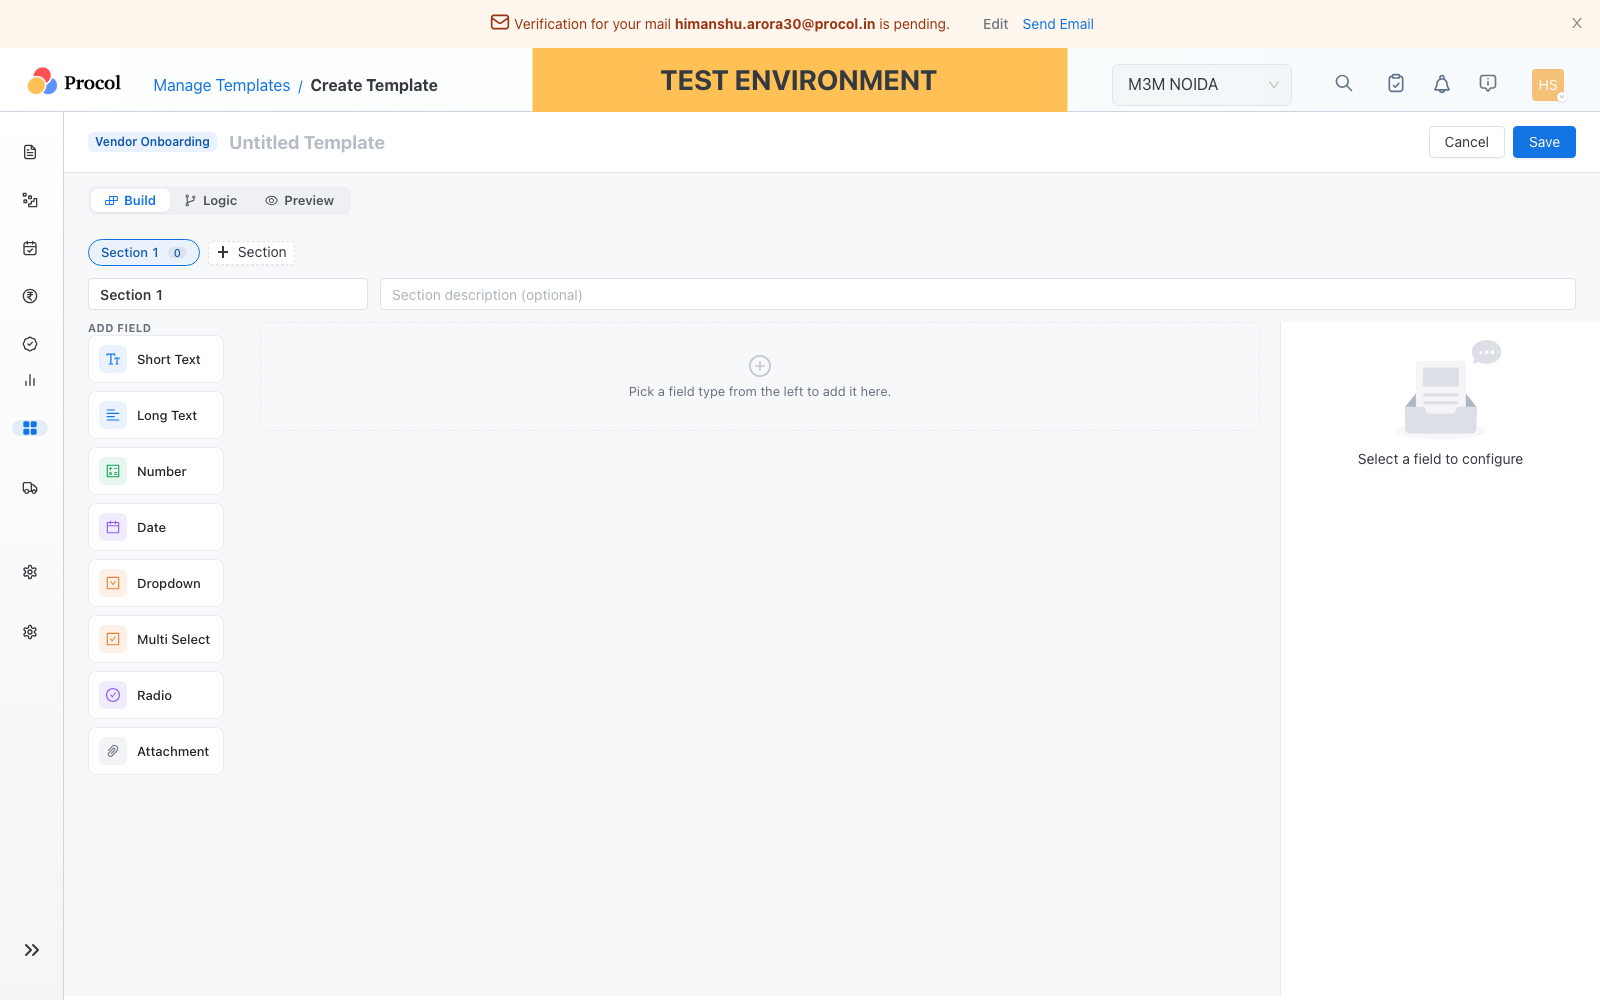 Verification for your mail himanshu.arora30@procol.in is pending. Edit Send Email
Procol
Manage Templates / Create Template
TEST ENVIRONMENT
M3M NOIDA
HS
Vendor Onboarding
Untitled Template
Cancel
Save
Build
Logic
Preview
Section 1 0
+ Section
Section 1
Section description (optional)
ADD FIELD
Short Text
Long Text
Number
Date
Dropdown
Multi Select
Radio
Attachment
Pick a field type from the left to add it here.
Select a field to configure